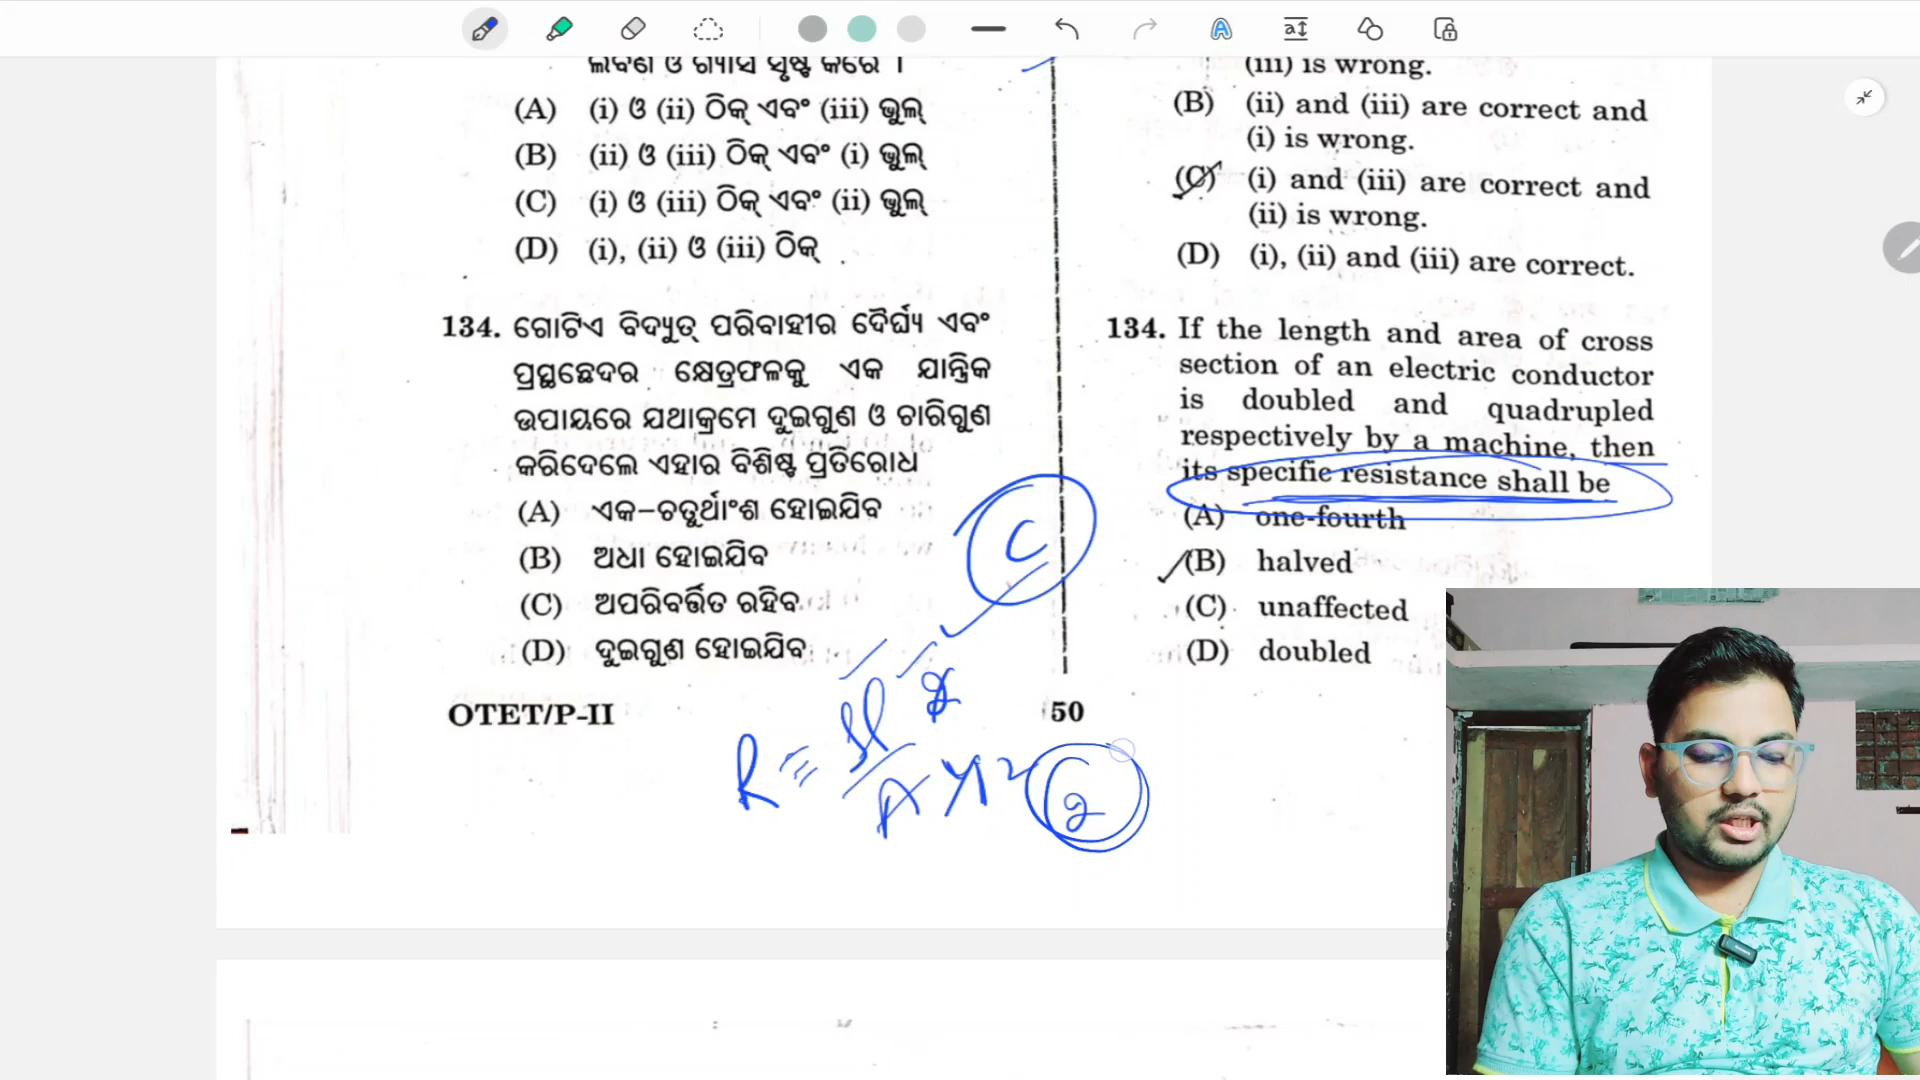 ଲବଣ ଓ ଗ୍ୟାସ ସୃଷ୍ଟି କରେ ।
(A) (i) ଓ (ii) ଠିକ୍ ଏବଂ (iii) ଭୁଲ୍
(B) (ii) ଓ (iii) ଠିକ୍ ଏବଂ (i) ଭୁଲ୍
(C) (i) ଓ (iii) ଠିକ୍ ଏବଂ (ii) ଭୁଲ୍
(D) (i), (ii) ଓ (iii) ଠିକ୍
134. ଗୋଟିଏ ବିଦ୍ୟୁତ୍ ପରିବାହୀର ଦୈର୍ଘ୍ୟ ଏବଂ
ପ୍ରସ୍ଥଛେଦର କ୍ଷେତ୍ରଫଳକୁ ଏକ ଯାନ୍ତ୍ରିକ
ଉପାୟରେ ଯଥାକ୍ରମେ ଦୁଇଗୁଣ ଓ ଚାରିଗୁଣ
କରିଦେଲେ ଏହାର ବିଶିଷ୍ଟ ପ୍ରତିରୋଧ
(A) ଏକ-ଚତୁର୍ଥାଂଶ ହୋଇଯିବ
(B) ଅଧା ହୋଇଯିବ
(C) ଅପରିବର୍ତ୍ତିତ ରହିବ
(D) ଦୁଇଗୁଣ ହୋଇଯିବ
OTET/P-II
50
(iii) is wrong.
(B) (ii) and (iii) are correct and
(i) is wrong.
(C) (i) and (iii) are correct and
(ii) is wrong.
(D) (i), (ii) and (iii) are correct.
134. If the length and area of cross
section of an electric conductor
is doubled and quadrupled
respectively by a machine, then
its specific resistance shall be
(A) one-fourth
(B) halved
(C) unaffected
(D) doubled
C